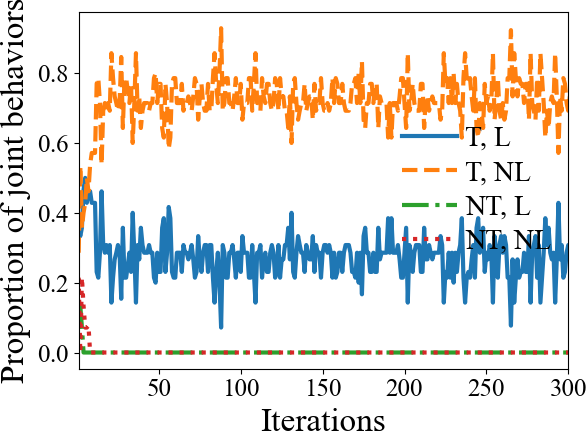 Proportion of joint behaviors
0.8
0.6
0.4
0.2
0.0
T, L
T, NL
NT, L
NT, NL
50
100
150
200
250
300
Iterations